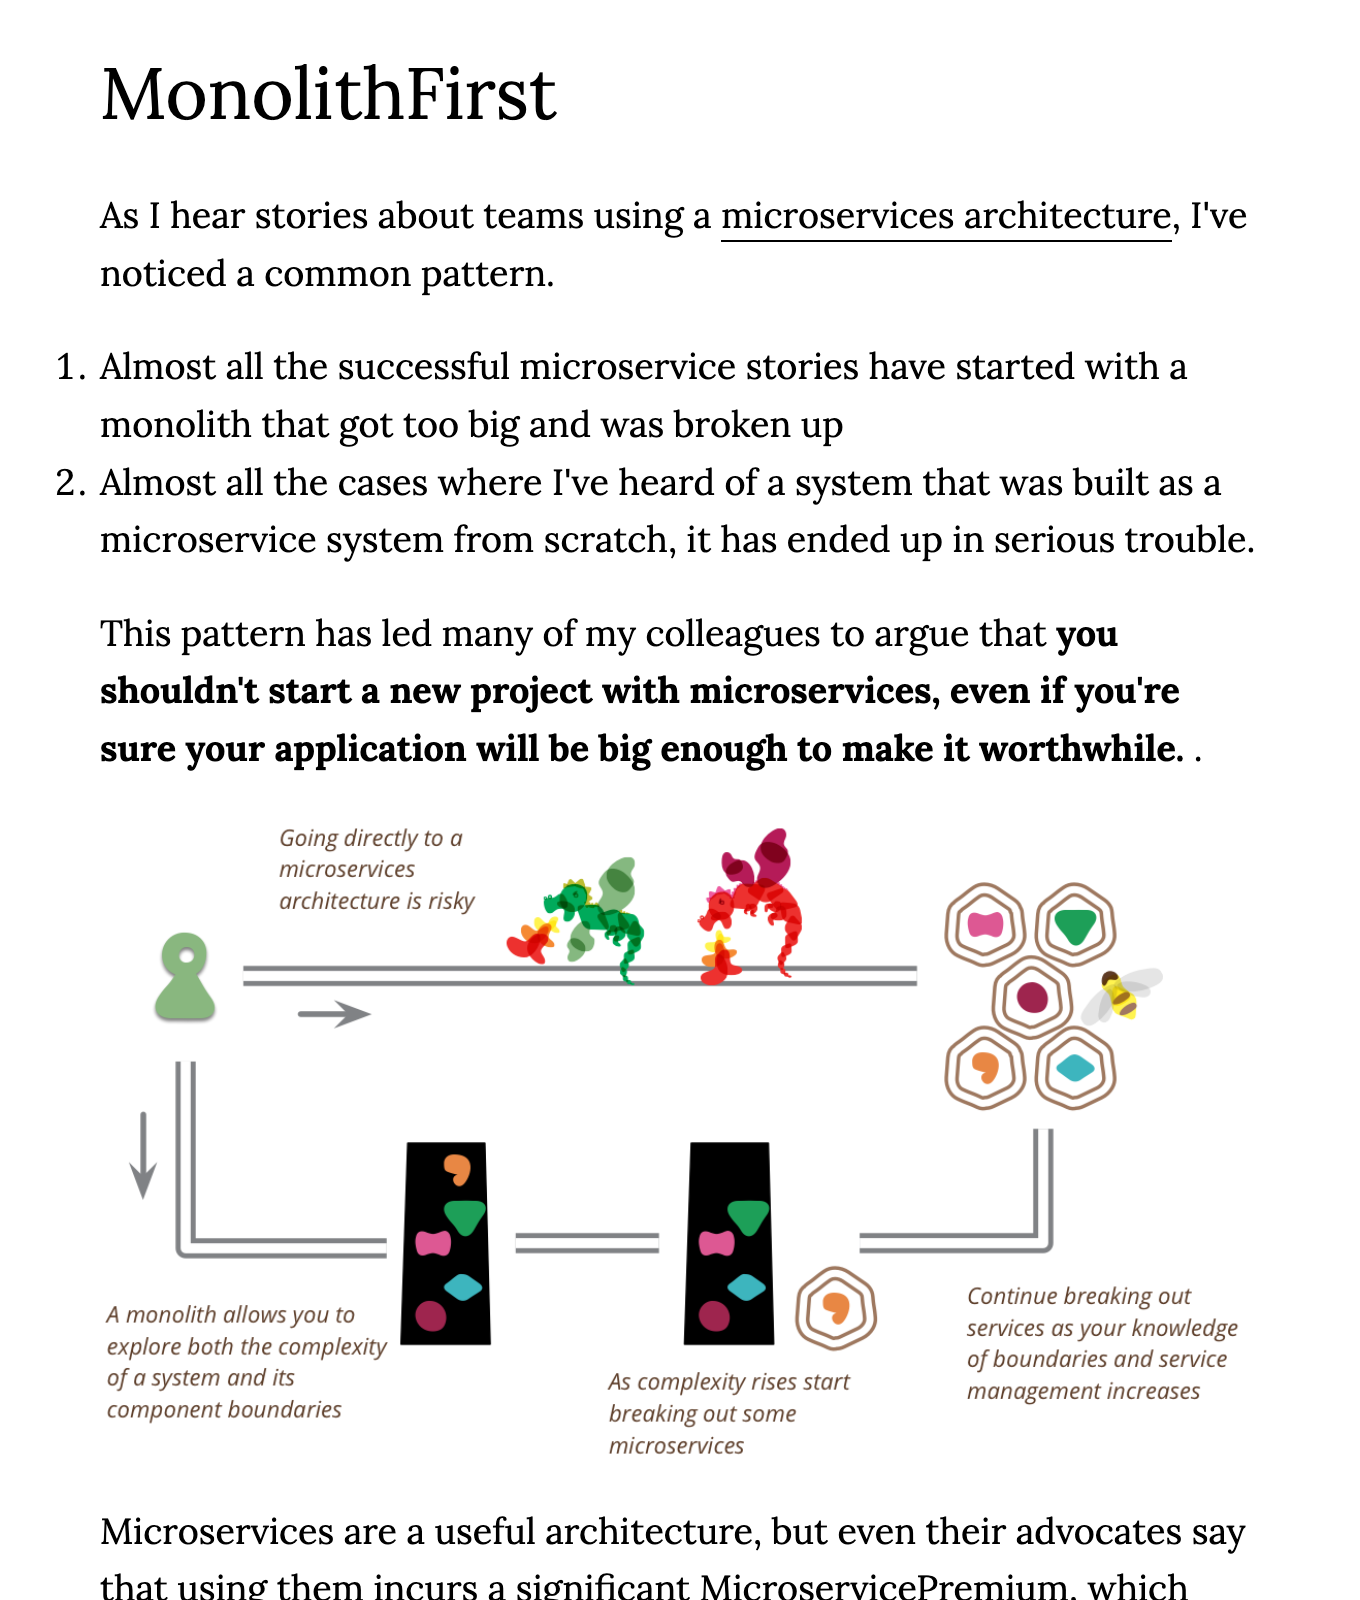 MonolithFirst
As I hear stories about teams using a microservices architecture, I've
noticed a common pattern.
1. Almost all the successful microservice stories have started with a
monolith that got too big and was broken up
2. Almost all the cases where I've heard of a system that was built as a
microservice system from scratch, it has ended up in serious trouble.
This pattern has led many of my colleagues to argue that you
shouldn't start a new project with microservices, even if you're
sure your application will be big enough to make it worthwhile. .
Going directly to a
microservices
architecture is risky
A monolith allows you to
explore both the complexity
of a system and its
component boundaries
As complexity rises start
breaking out some
microservices
Continue breaking out
services as your knowledge
of boundaries and service
management increases
Microservices are a useful architecture, but even their advocates say
that using them incurs a significant MicroservicePremium, which